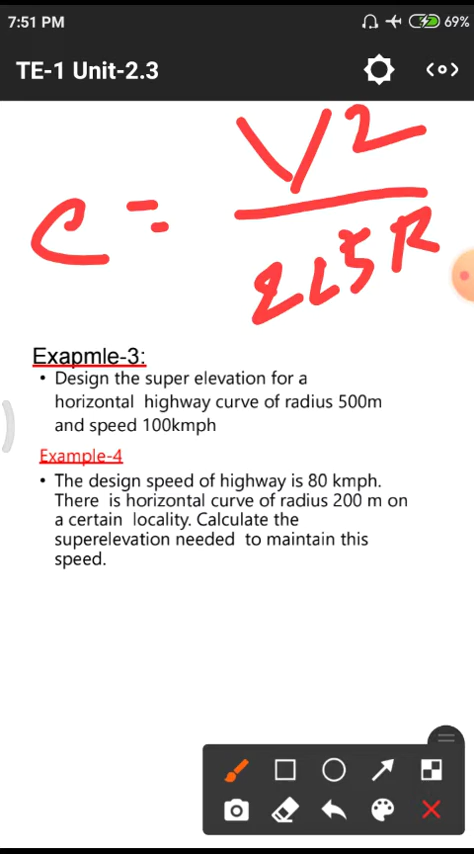 7:51 PM
69%
TE-1 Unit-2.3
e = V2
225R
Exapmle-3:
• Design the super elevation for a
horizontal highway curve of radius 500m
and speed 100kmph
Example-4
• The design speed of highway is 80 kmph.
There is horizontal curve of radius 200 m on
a certain locality. Calculate the
superelevation needed to maintain this
speed.